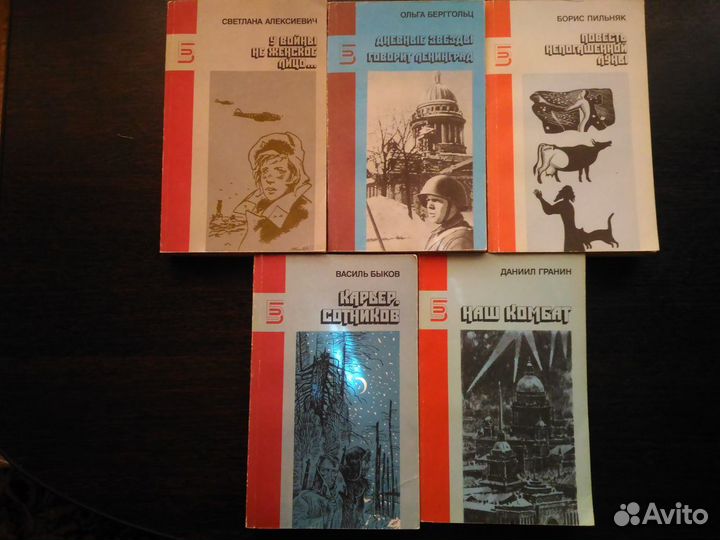 СВЕТЛАНА АЛЕКСИЕВИЧ
У ВОЙНЫ
НЕ ЖЕНСКОЕ
ЛИЦО...
ОЛЬГА БЕРГГОЛЬЦ
ДНЕВНЫЕ ЗВЕЗДЫ
ГОВОРИТ ЛЕНИНГРАД
БОРИС ПИЛЬНЯК
ПОВЕСТЬ
НЕПОГАШЕННОЙ
ЛУНЫ
ВАСИЛЬ БЫКОВ
КАРЬЕР.
СОТНИКОВ
ДАНИИЛ ГРАНИН
НАШ КОМБАТ
Avito